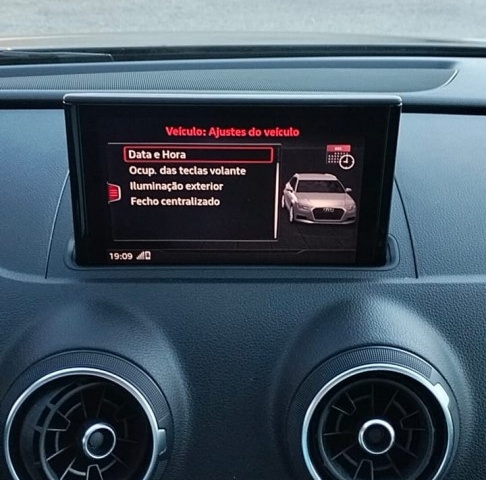 Veículo: Ajustes do veículo
Data e Hora
Ocup. das teclas volante
Iluminação exterior
Fecho centralizado
19:09